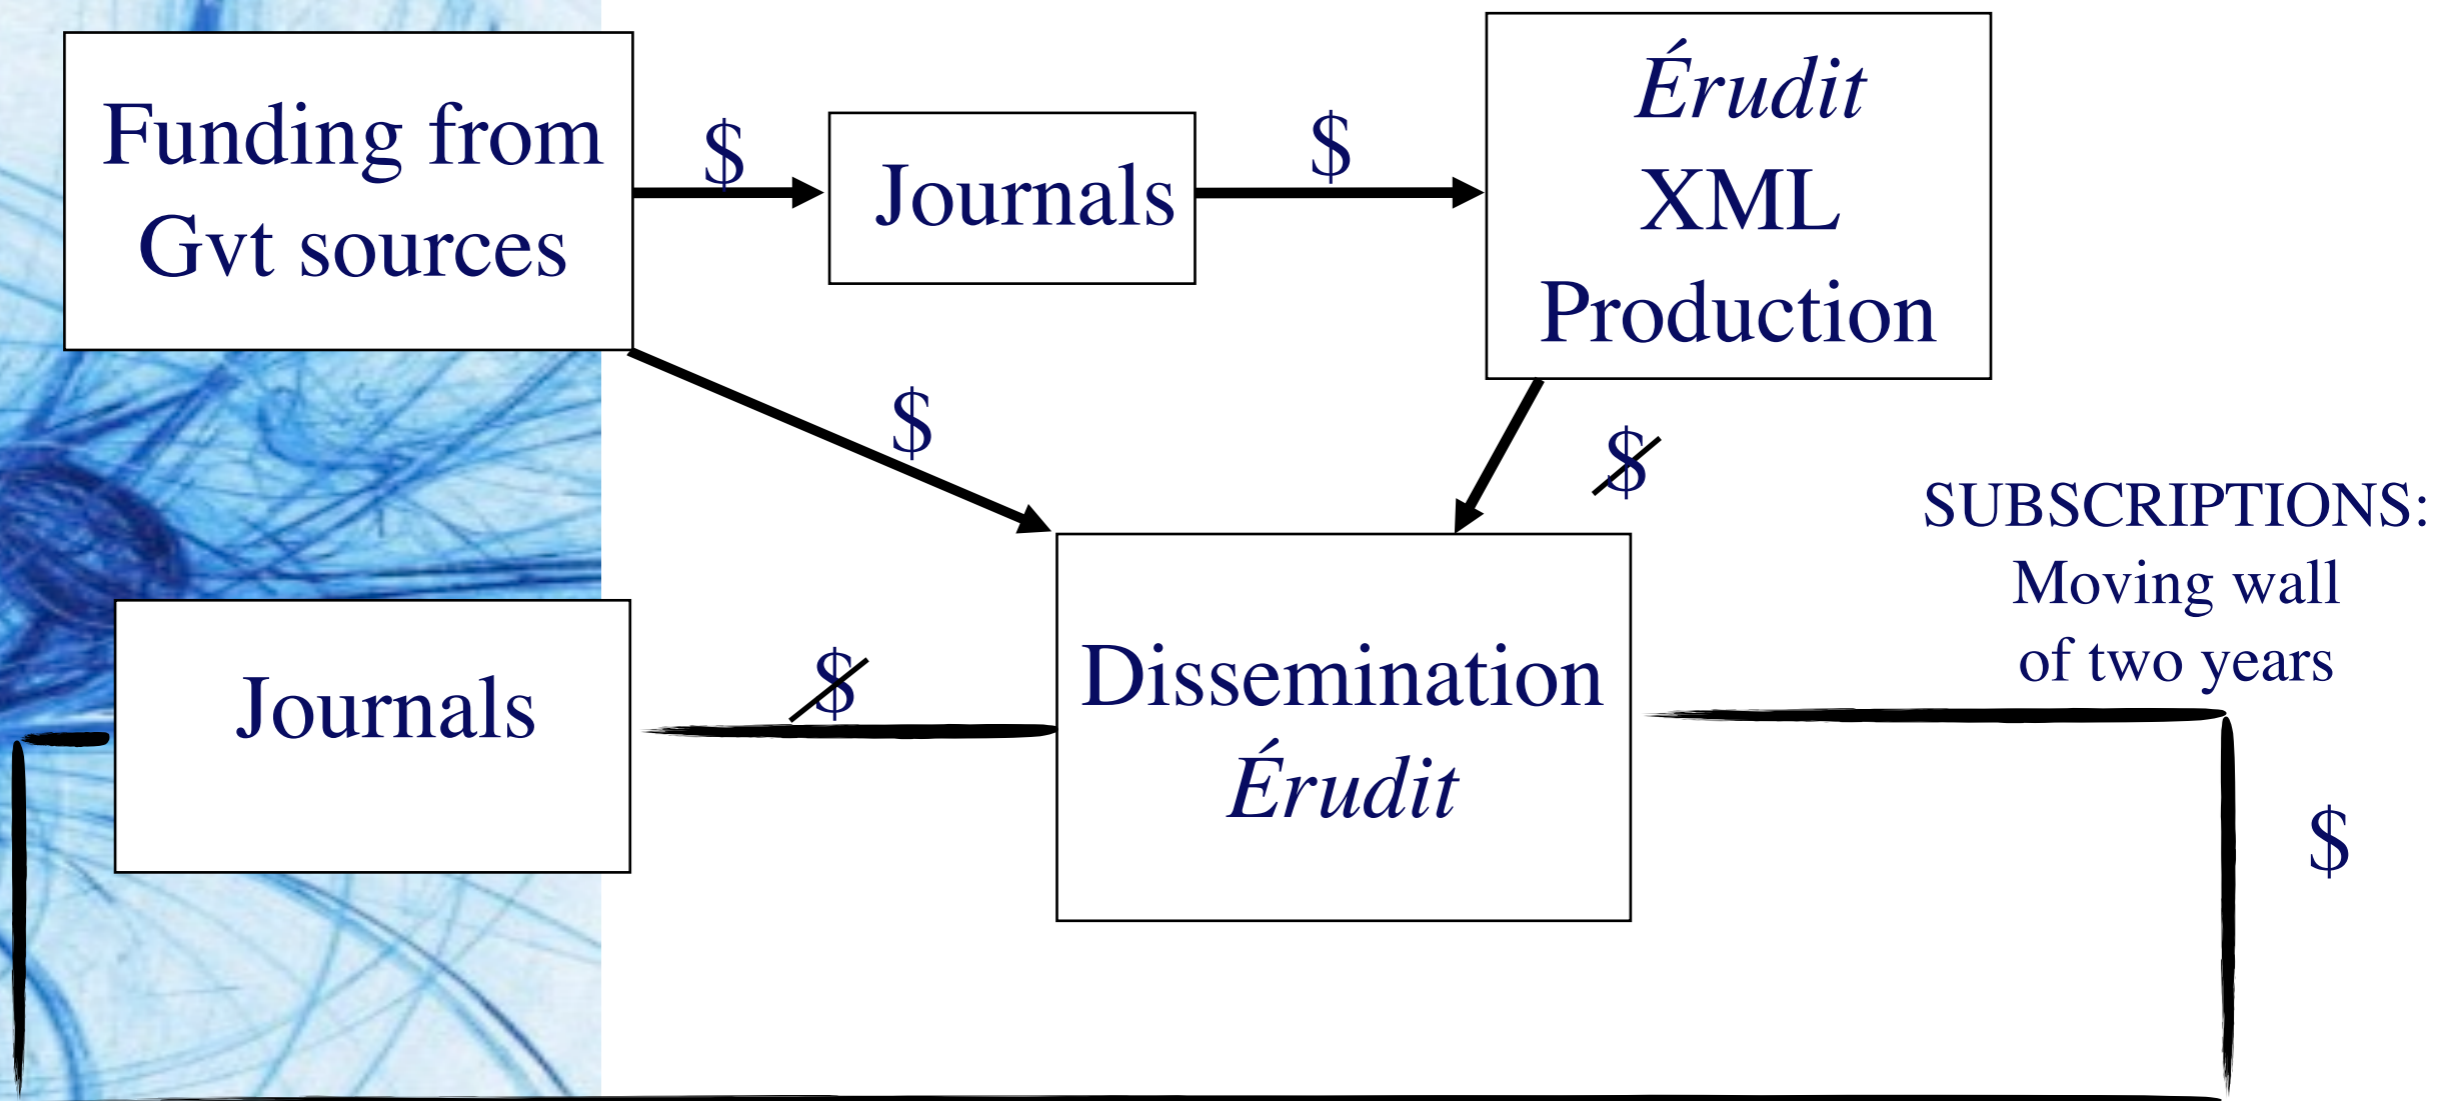 Funding from
Gvt sources
$
Journals
$
Érudit
XML
Production
$
$
SUBSCRIPTIONS:
Moving wall
of two years
Journals
$
Dissemination
Érudit
$